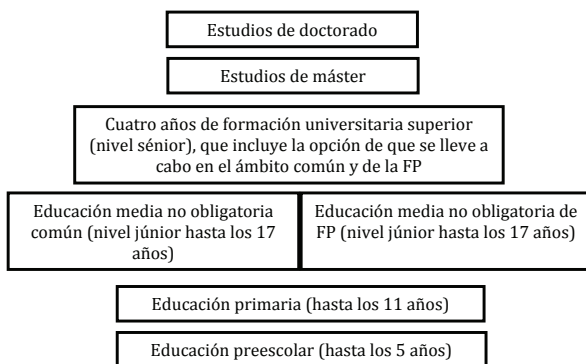 Estudios de doctorado
Estudios de máster
Cuatro años de formación universitaria superior
(nivel sénior), que incluye la opción de que se lleve a
cabo en el ámbito común y de la FP
Educación media no obligatoria
común (nivel júnior hasta los 17
años)
Educación media no obligatoria de
FP (nivel júnior hasta los 17 años)
Educación primaria (hasta los 11 años)
Educación preescolar (hasta los 5 años)